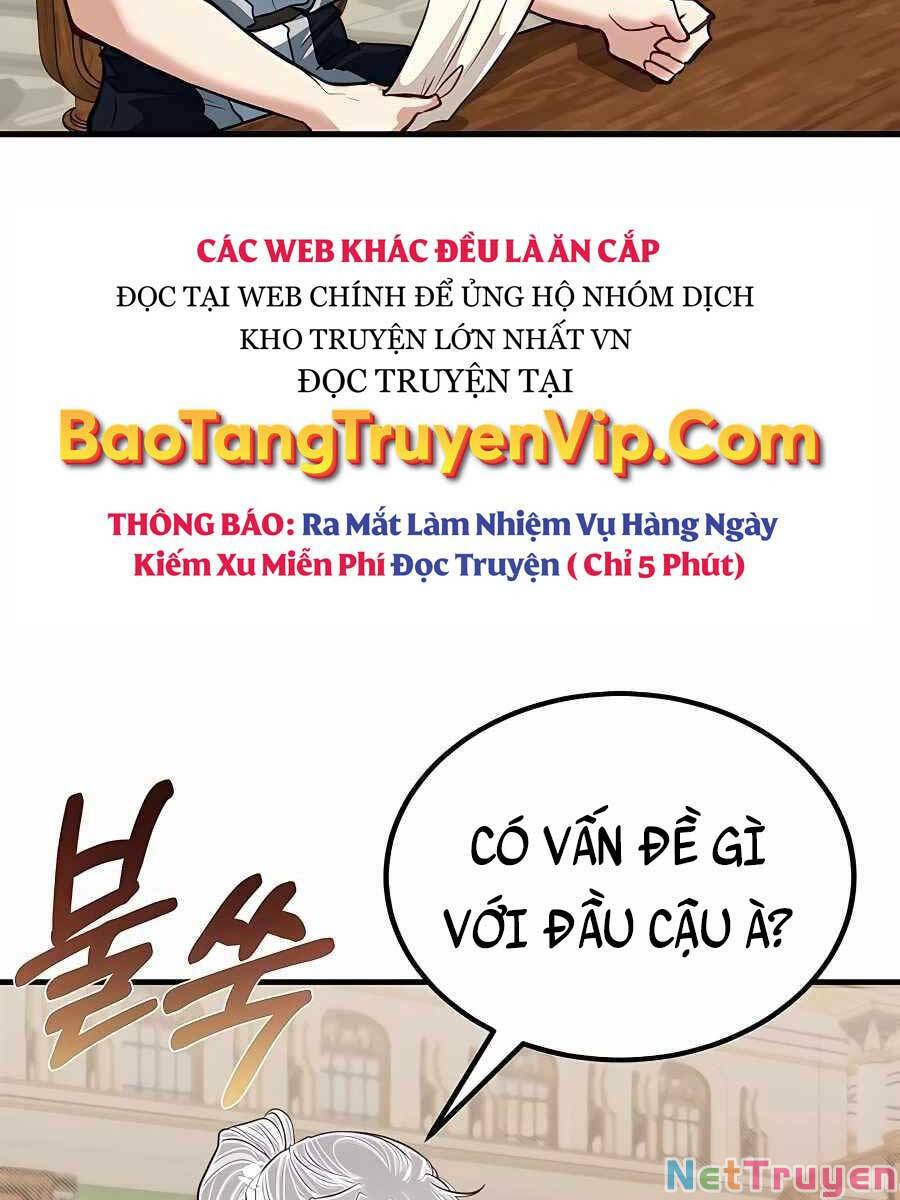 CÁC WEB KHÁC ĐỀU LÀ ĂN CẮP
ĐỌC TẠI WEB CHÍNH ĐỂ ỦNG HỘ NHÓM DỊCH
KHO TRUYỆN LỚN NHẤT VN
ĐỌC TRUYỆN TẠI
BaoTangTruyenVip.Com
THÔNG BÁO: Ra Mắt Làm Nhiệm Vụ Hàng Ngày
Kiếm Xu Miễn Phí Đọc Truyện ( Chỉ 5 Phút)
불쑥
CÓ VẤN ĐỀ GÌ
VỚI ĐẦU CẬU À?
NetTruyen